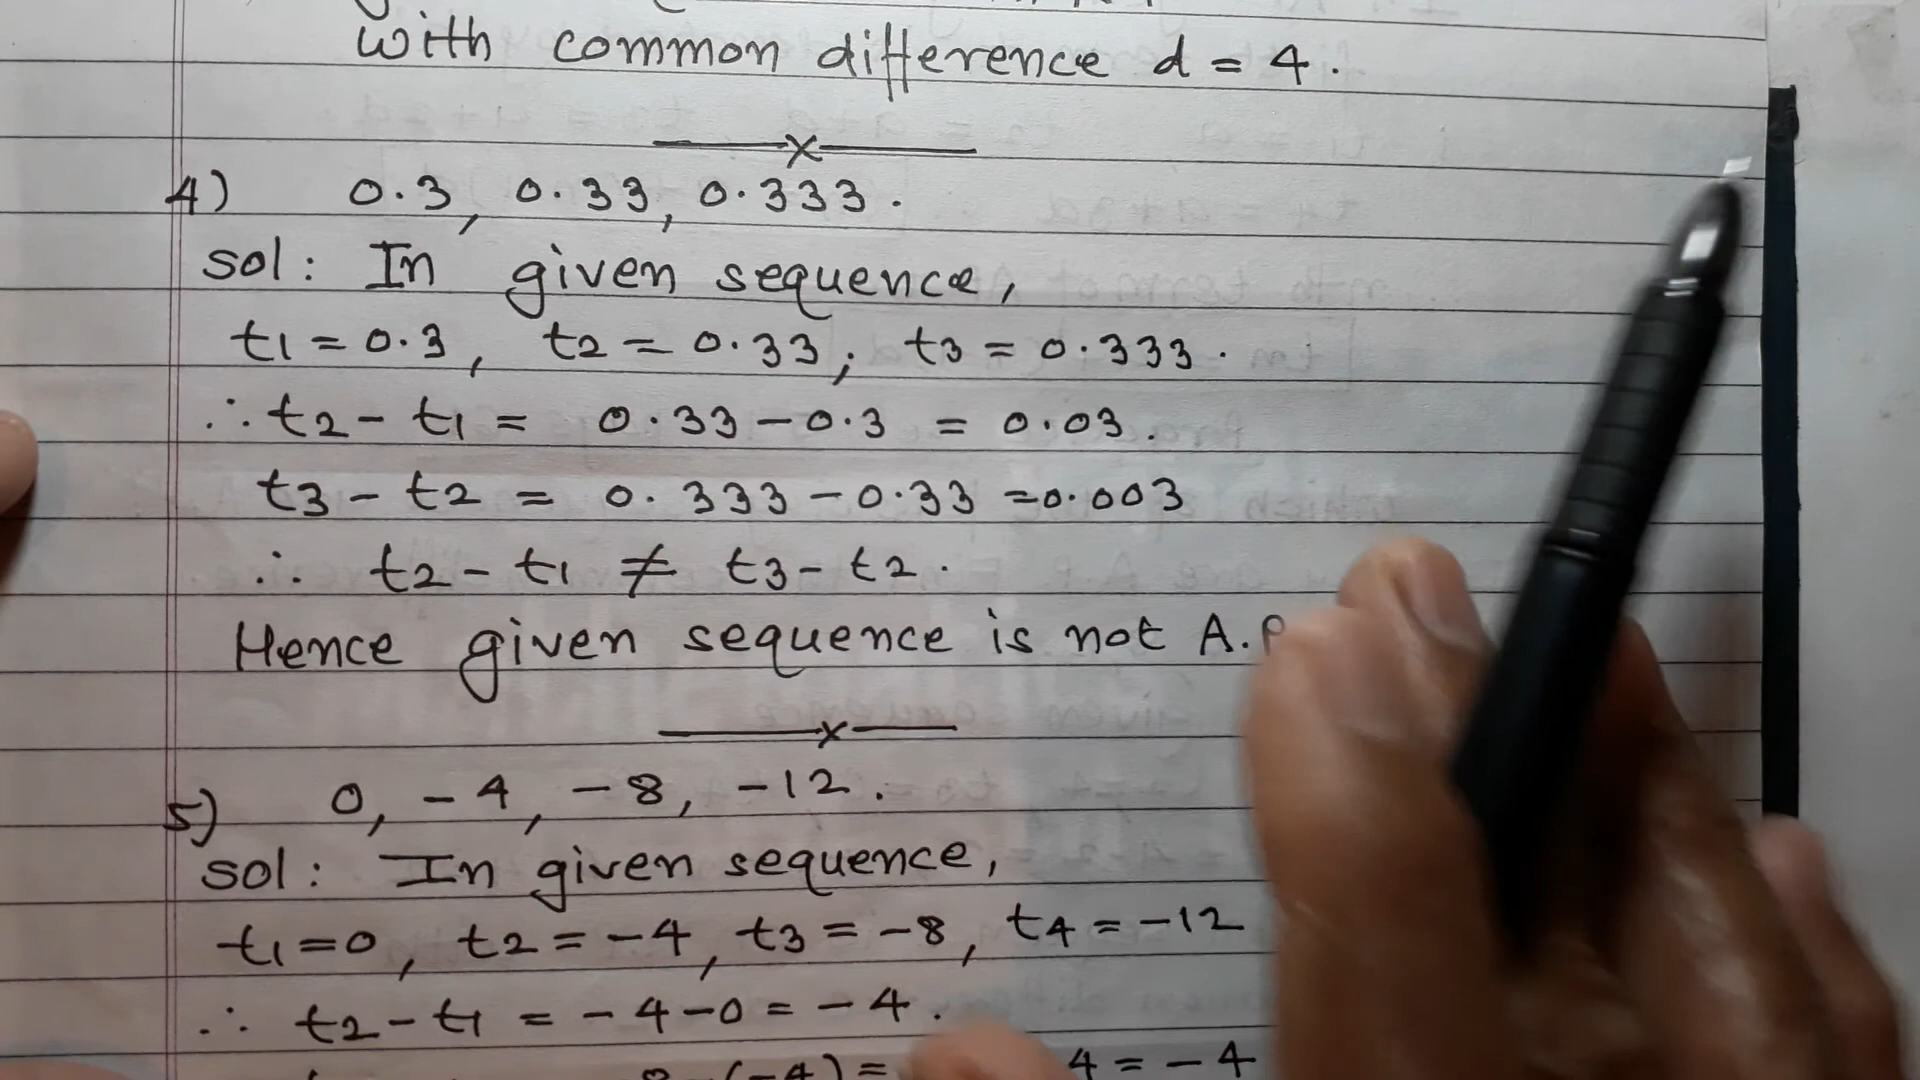 with common difference d = 4.
4) 0.3, 0.33, 0.333.
sol: In given sequence,
t1 = 0.3, t2 = 0.33, t3 = 0.333.
∴ t2 - t1 = 0.33 - 0.3 = 0.03.
t3 - t2 = 0.333 - 0.33 = 0.003
∴ t2 - t1 ≠ t3 - t2.
Hence given sequence is not A.P
5) 0, -4, -8, -12.
sol: In given sequence,
t1 = 0, t2 = -4, t3 = -8, t4 = -12
∴ t2 - t1 = -4 - 0 = -4.
(-4) = 4 = -4